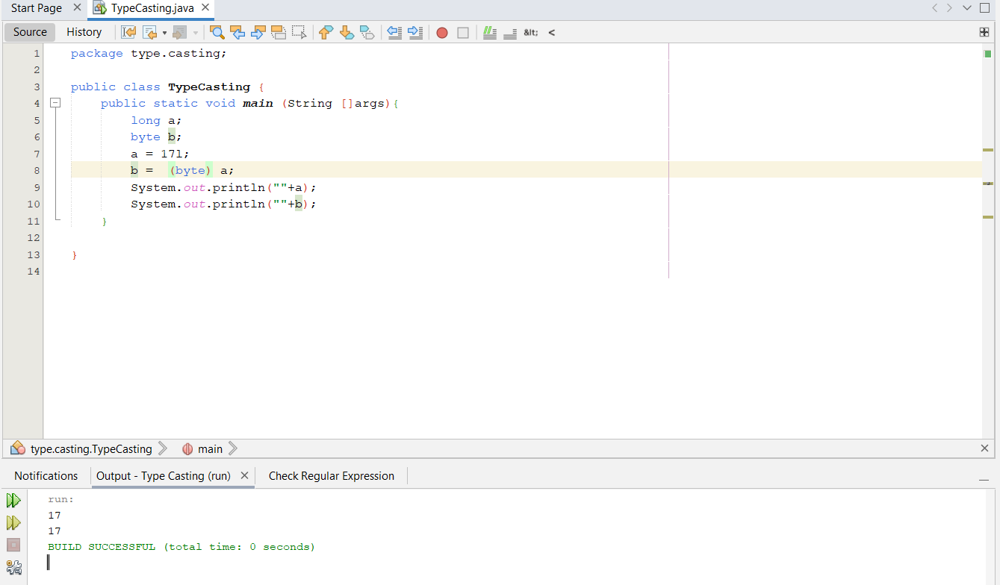 Start Page
TypeCasting.java
Source
History
&lt;
<
1 package type.casting;
2
3 public class TypeCasting {
4 public static void main (String []args){
5 long a;
6 byte b;
7 a = 17l;
8 b =  (byte) a;
9 System.out.println(""+a);
10 System.out.println(""+b);
11 }
12
13 }
14
type.casting.TypeCasting
main
Notifications
Output - Type Casting (run)
Check Regular Expression
run:
17
17
BUILD SUCCESSFUL (total time: 0 seconds)